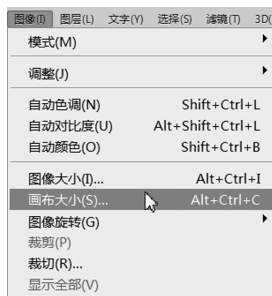 图像(I) 图层(L) 文字(Y) 选择(S) 滤镜(T) 3D(
模式(M)
调整(J)
自动色调(N) Shift+Ctrl+L
自动对比度(U) Alt+Shift+Ctrl+L
自动颜色(O) Shift+Ctrl+B
图像大小(I)... Alt+Ctrl+I
画布大小(S)... Alt+Ctrl+C
图像旋转(G)
裁剪(P)
裁切(R)...
显示全部(V)